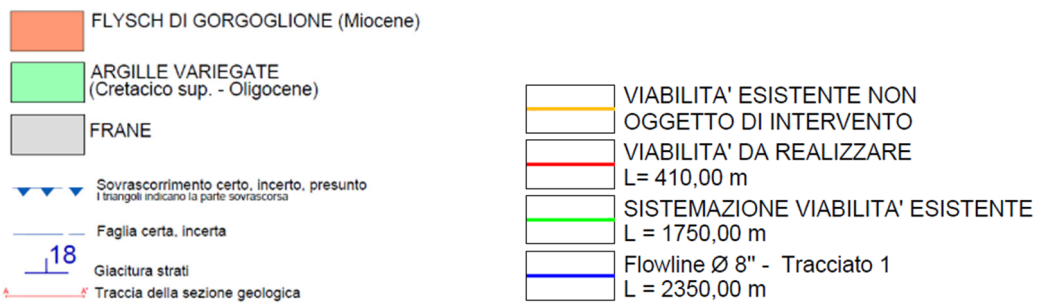 FLYSCH DI GORGOGLIONE (Miocene)
ARGILLE VARIEGATE
(Cretacico sup. - Oligocene)
FRANE
Sovrascorrimento certo, incerto, presunto
I triangoli indicano la parte sovrascorsa
Faglia certa, incerta
18
Giacitura strati
A A'
Traccia della sezione geologica
VIABILITA' ESISTENTE NON
OGGETTO DI INTERVENTO
VIABILITA' DA REALIZZARE
L= 410,00 m
SISTEMAZIONE VIABILITA' ESISTENTE
L = 1750,00 m
Flowline Ø 8" - Tracciato 1
L = 2350,00 m